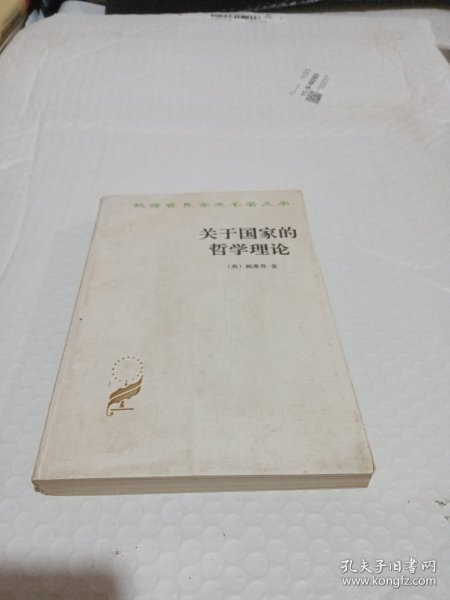 汉译世界学术名著丛书
关于国家的
哲学理论
〔英〕鲍桑葵 著
孔夫子旧书网
www.kongfz.com